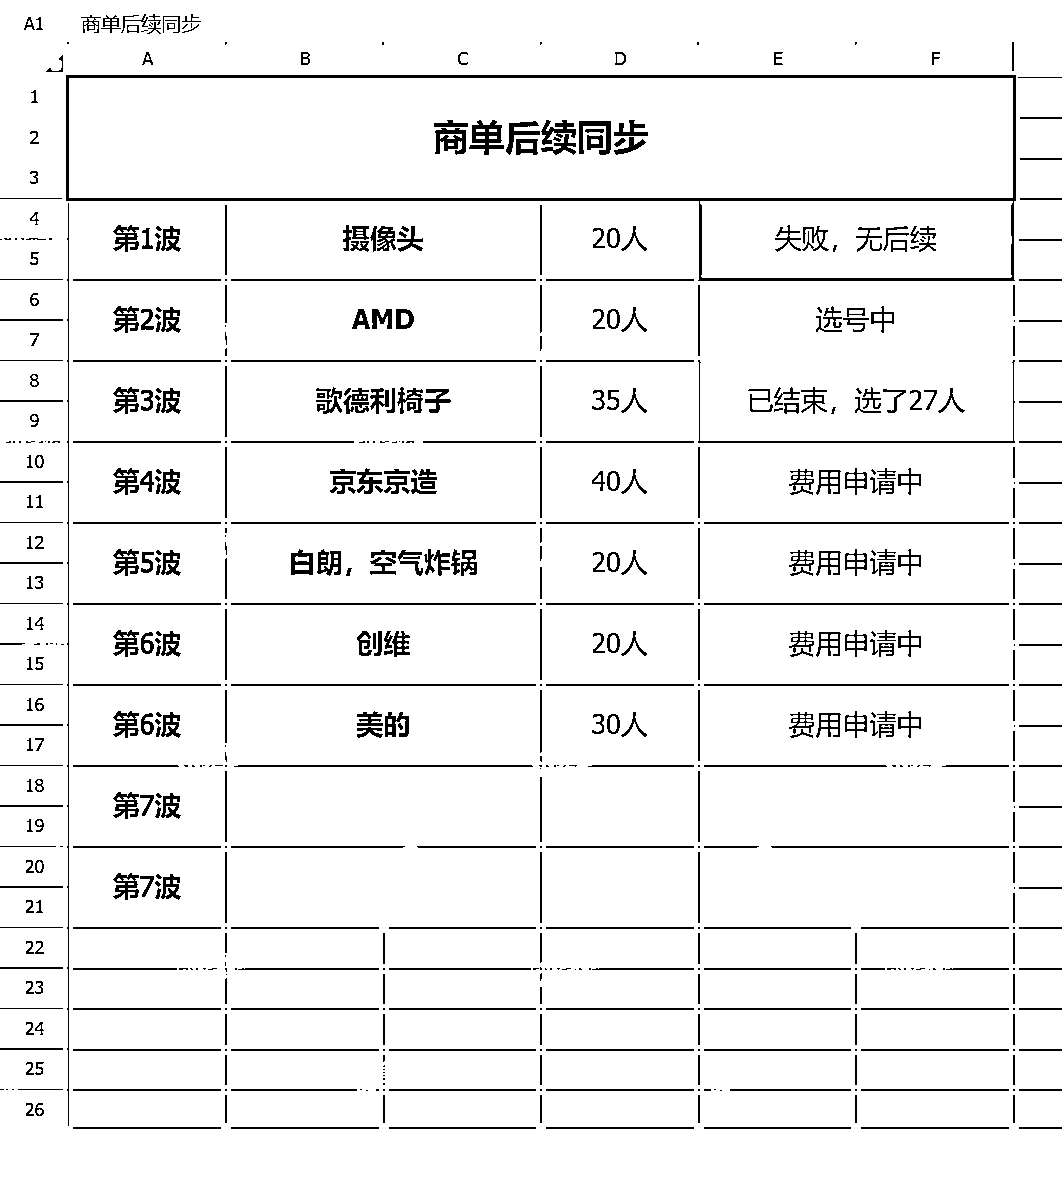 A1 商单后续同步
A B C D E F
1
2 商单后续同步
3
4
第1波 摄像头 20人 失败，无后续
5
6
第2波 AMD 20人 选号中
7
8
第3波 歌德利椅子 35人 已结束，选了27人
9
10
第4波 京东京造 40人 费用申请中
11
12
第5波 白朗，空气炸锅 20人 费用申请中
13
14
第6波 创维 20人 费用申请中
15
16
第6波 美的 30人 费用申请中
17
18
第7波
19
20
第7波
21
22
23
24
25
26